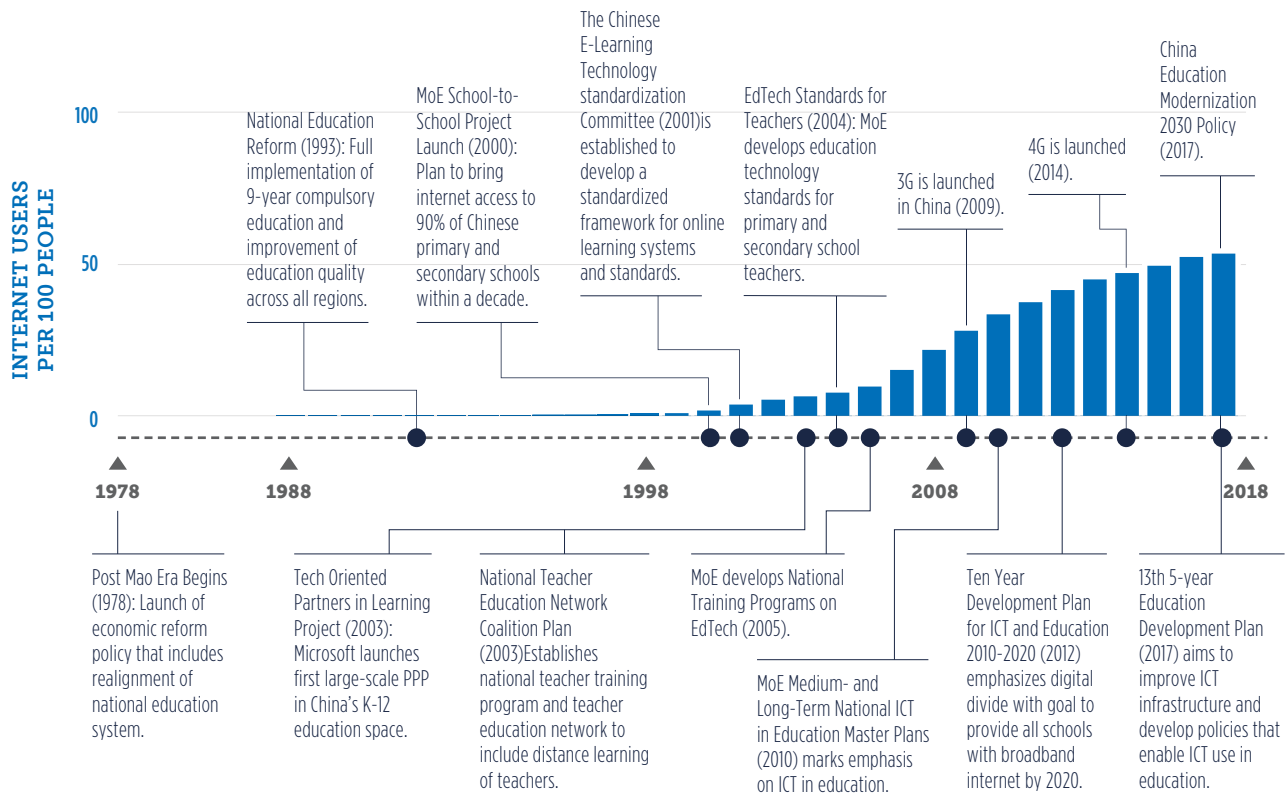 INTERNET USERS
PER 100 PEOPLE
100
50
0
National Education
Reform (1993): Full
implementation of
9-year compulsory
education and
improvement of
education quality
across all regions.
MoE School-to-
School Project
Launch (2000):
Plan to bring
internet access to
90% of Chinese
primary and
secondary schools
within a decade.
The Chinese
E-Learning
Technology
standardization
Committee (2001)is
established to
develop a
standardized
framework for online
learning systems
and standards.
EdTech Standards for
Teachers (2004): MoE
develops education
technology
standards for
primary and
secondary school
teachers.
3G is launched
in China (2009).
4G is launched
(2014).
China
Education
Modernization
2030 Policy
(2017).
1978
1988
1998
2008
2018
Post Mao Era Begins
(1978): Launch of
economic reform
policy that includes
realignment of
national education
system.
Tech Oriented
Partners in Learning
Project (2003):
Microsoft launches
first large-scale PPP
in China's K-12
education space.
National Teacher
Education Network
Coalition Plan
(2003)Establishes
national teacher training
program and teacher
education network to
include distance learning
of teachers.
MoE develops National
Training Programs on
EdTech (2005).
MoE Medium- and
Long-Term National ICT
in Education Master Plans
(2010) marks emphasis
on ICT in education.
Ten Year
Development Plan
for ICT and Education
2010-2020 (2012)
emphasizes digital
divide with goal to
provide all schools
with broadband
internet by 2020.
13th 5-year
Education
Development Plan
(2017) aims to
improve ICT
infrastructure and
develop policies that
enable ICT use in
education.